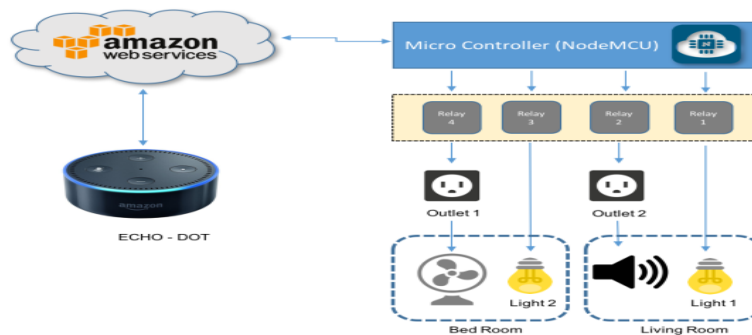 amazon
web services
Micro Controller (NodeMCU)
Relay
4
Relay
3
Relay
2
Relay
1
Outlet 1
Outlet 2
amazon
ECHO - DOT
Light 2
Light 1
Bed Room
Living Room